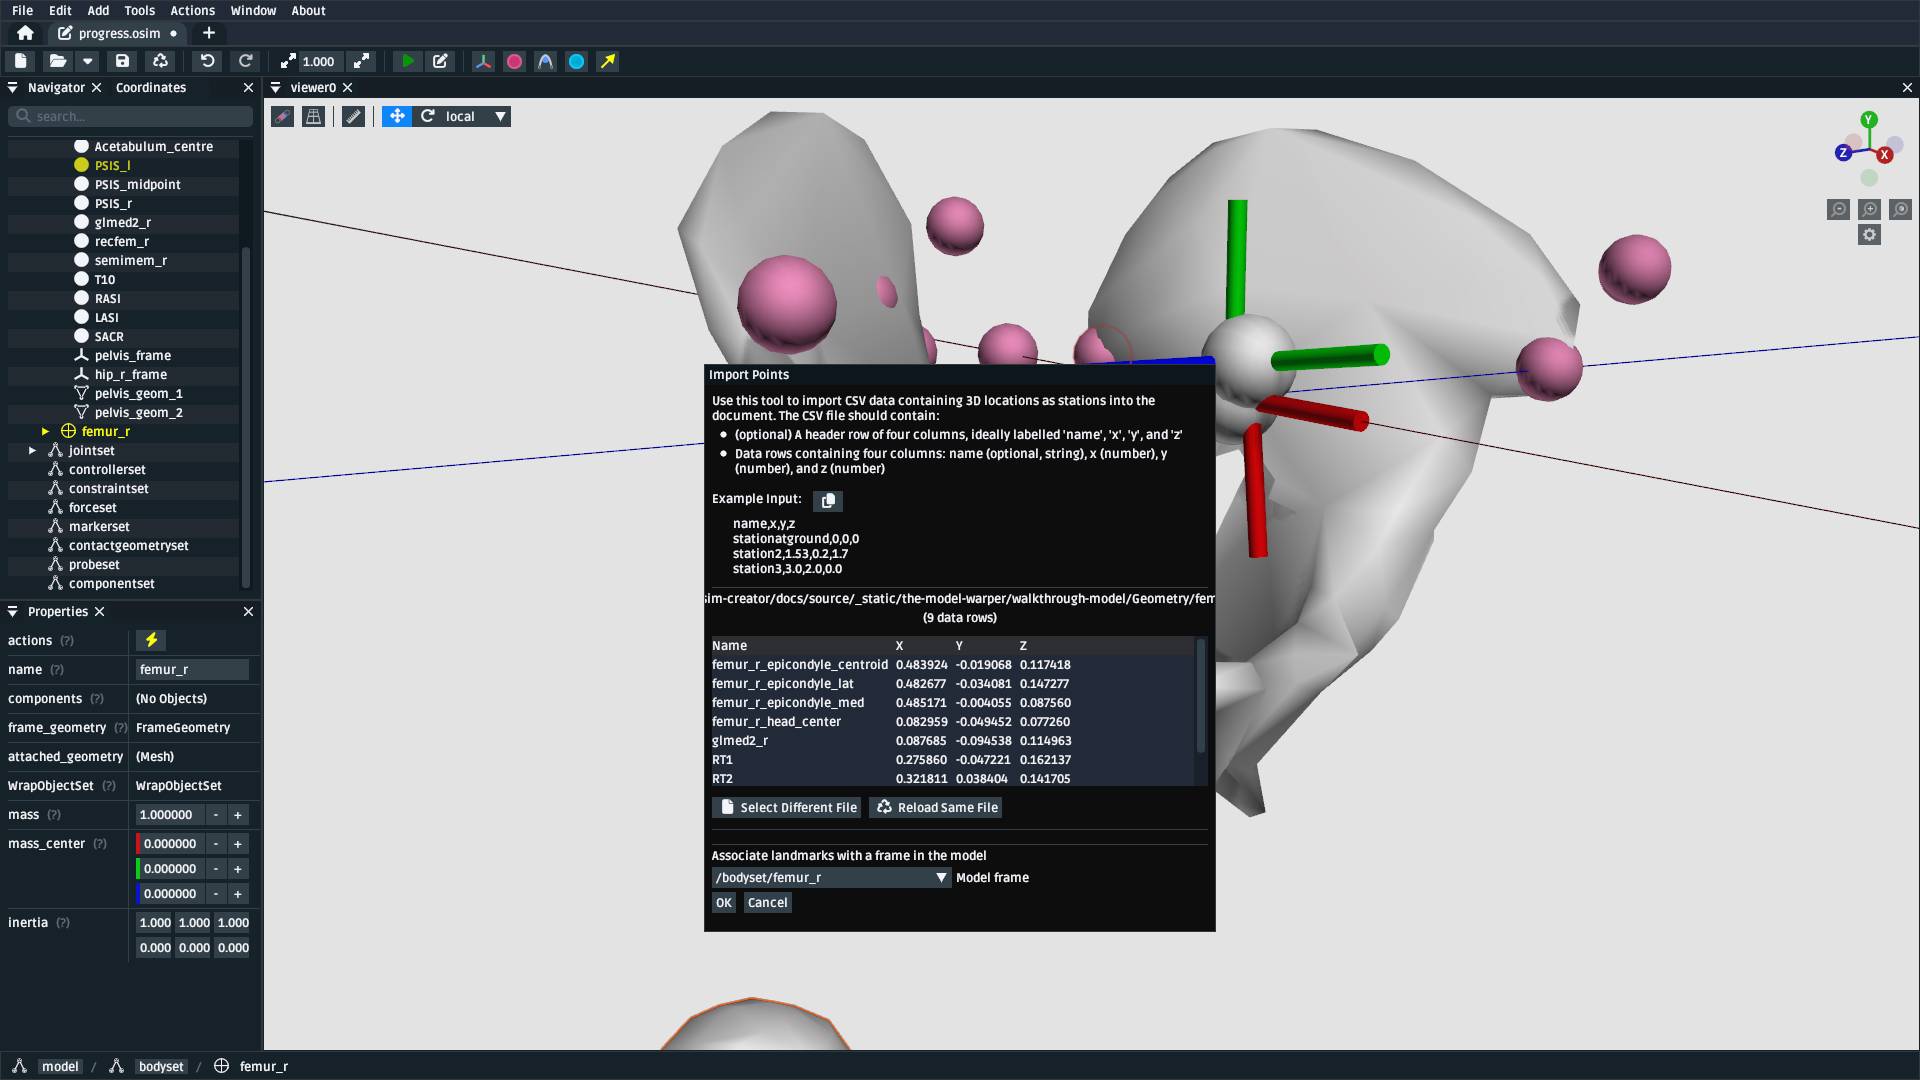 File Edit Add Tools Actions Window About
progress.osim
1.000
Navigator Coordinates
viewer0
search...
local
Acetabulum_centre
PSIS_l
PSIS_midpoint
PSIS_r
glmed2_r
recfem_r
semimem_r
T10
RASI
LASI
SACR
pelvis_frame
hip_r_frame
pelvis_geom_1
pelvis_geom_2
femur_r
jointset
controllerset
constraintset
forceset
markerset
contactgeometryset
probeset
componentset
Properties
actions (?)
name (?) femur_r
components (?) (No Objects)
frame_geometry (?) FrameGeometry
attached_geometry (Mesh)
WrapObjectSet (?) WrapObjectSet
mass (?) 1.000000 - +
mass_center (?) 0.000000 - +
0.000000 - +
0.000000 - +
inertia (?) 1.000 1.000 1.000
0.000 0.000 0.000
Y
Z
X
Import Points
Use this tool to import CSV data containing 3D locations as stations into the
document. The CSV file should contain:
(optional) A header row of four columns, ideally labelled 'name', 'x', 'y', and 'z'
Data rows containing four columns: name (optional, string), x (number), y
(number), and z (number)
Example Input:
name,x,y,z
stationatground,0,0,0
station2,1.53,0.2,1.7
station3,3.0,2.0,0.0
sim-creator/docs/source/_static/the-model-warper/walkthrough-model/Geometry/fem
(9 data rows)
Name X Y Z
femur_r_epicondyle_centroid 0.483924 -0.019068 0.117418
femur_r_epicondyle_lat 0.482677 -0.034081 0.147277
femur_r_epicondyle_med 0.485171 -0.004055 0.087560
femur_r_head_center 0.082959 -0.049452 0.077260
glmed2_r 0.087685 -0.094538 0.114963
RT1 0.275860 -0.047221 0.162137
RT2 0.321811 0.038404 0.141705
Select Different File Reload Same File
Associate landmarks with a frame in the model
/bodyset/femur_r Model frame
OK Cancel
model / bodyset / femur_r